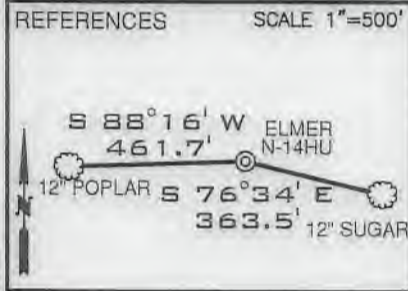 REFERENCES SCALE 1"=500'
S 88°16' W
461.7'
ELMER
N-14HU
12" POPLAR
S 76°34' E
363.5'
12" SUGAR
N